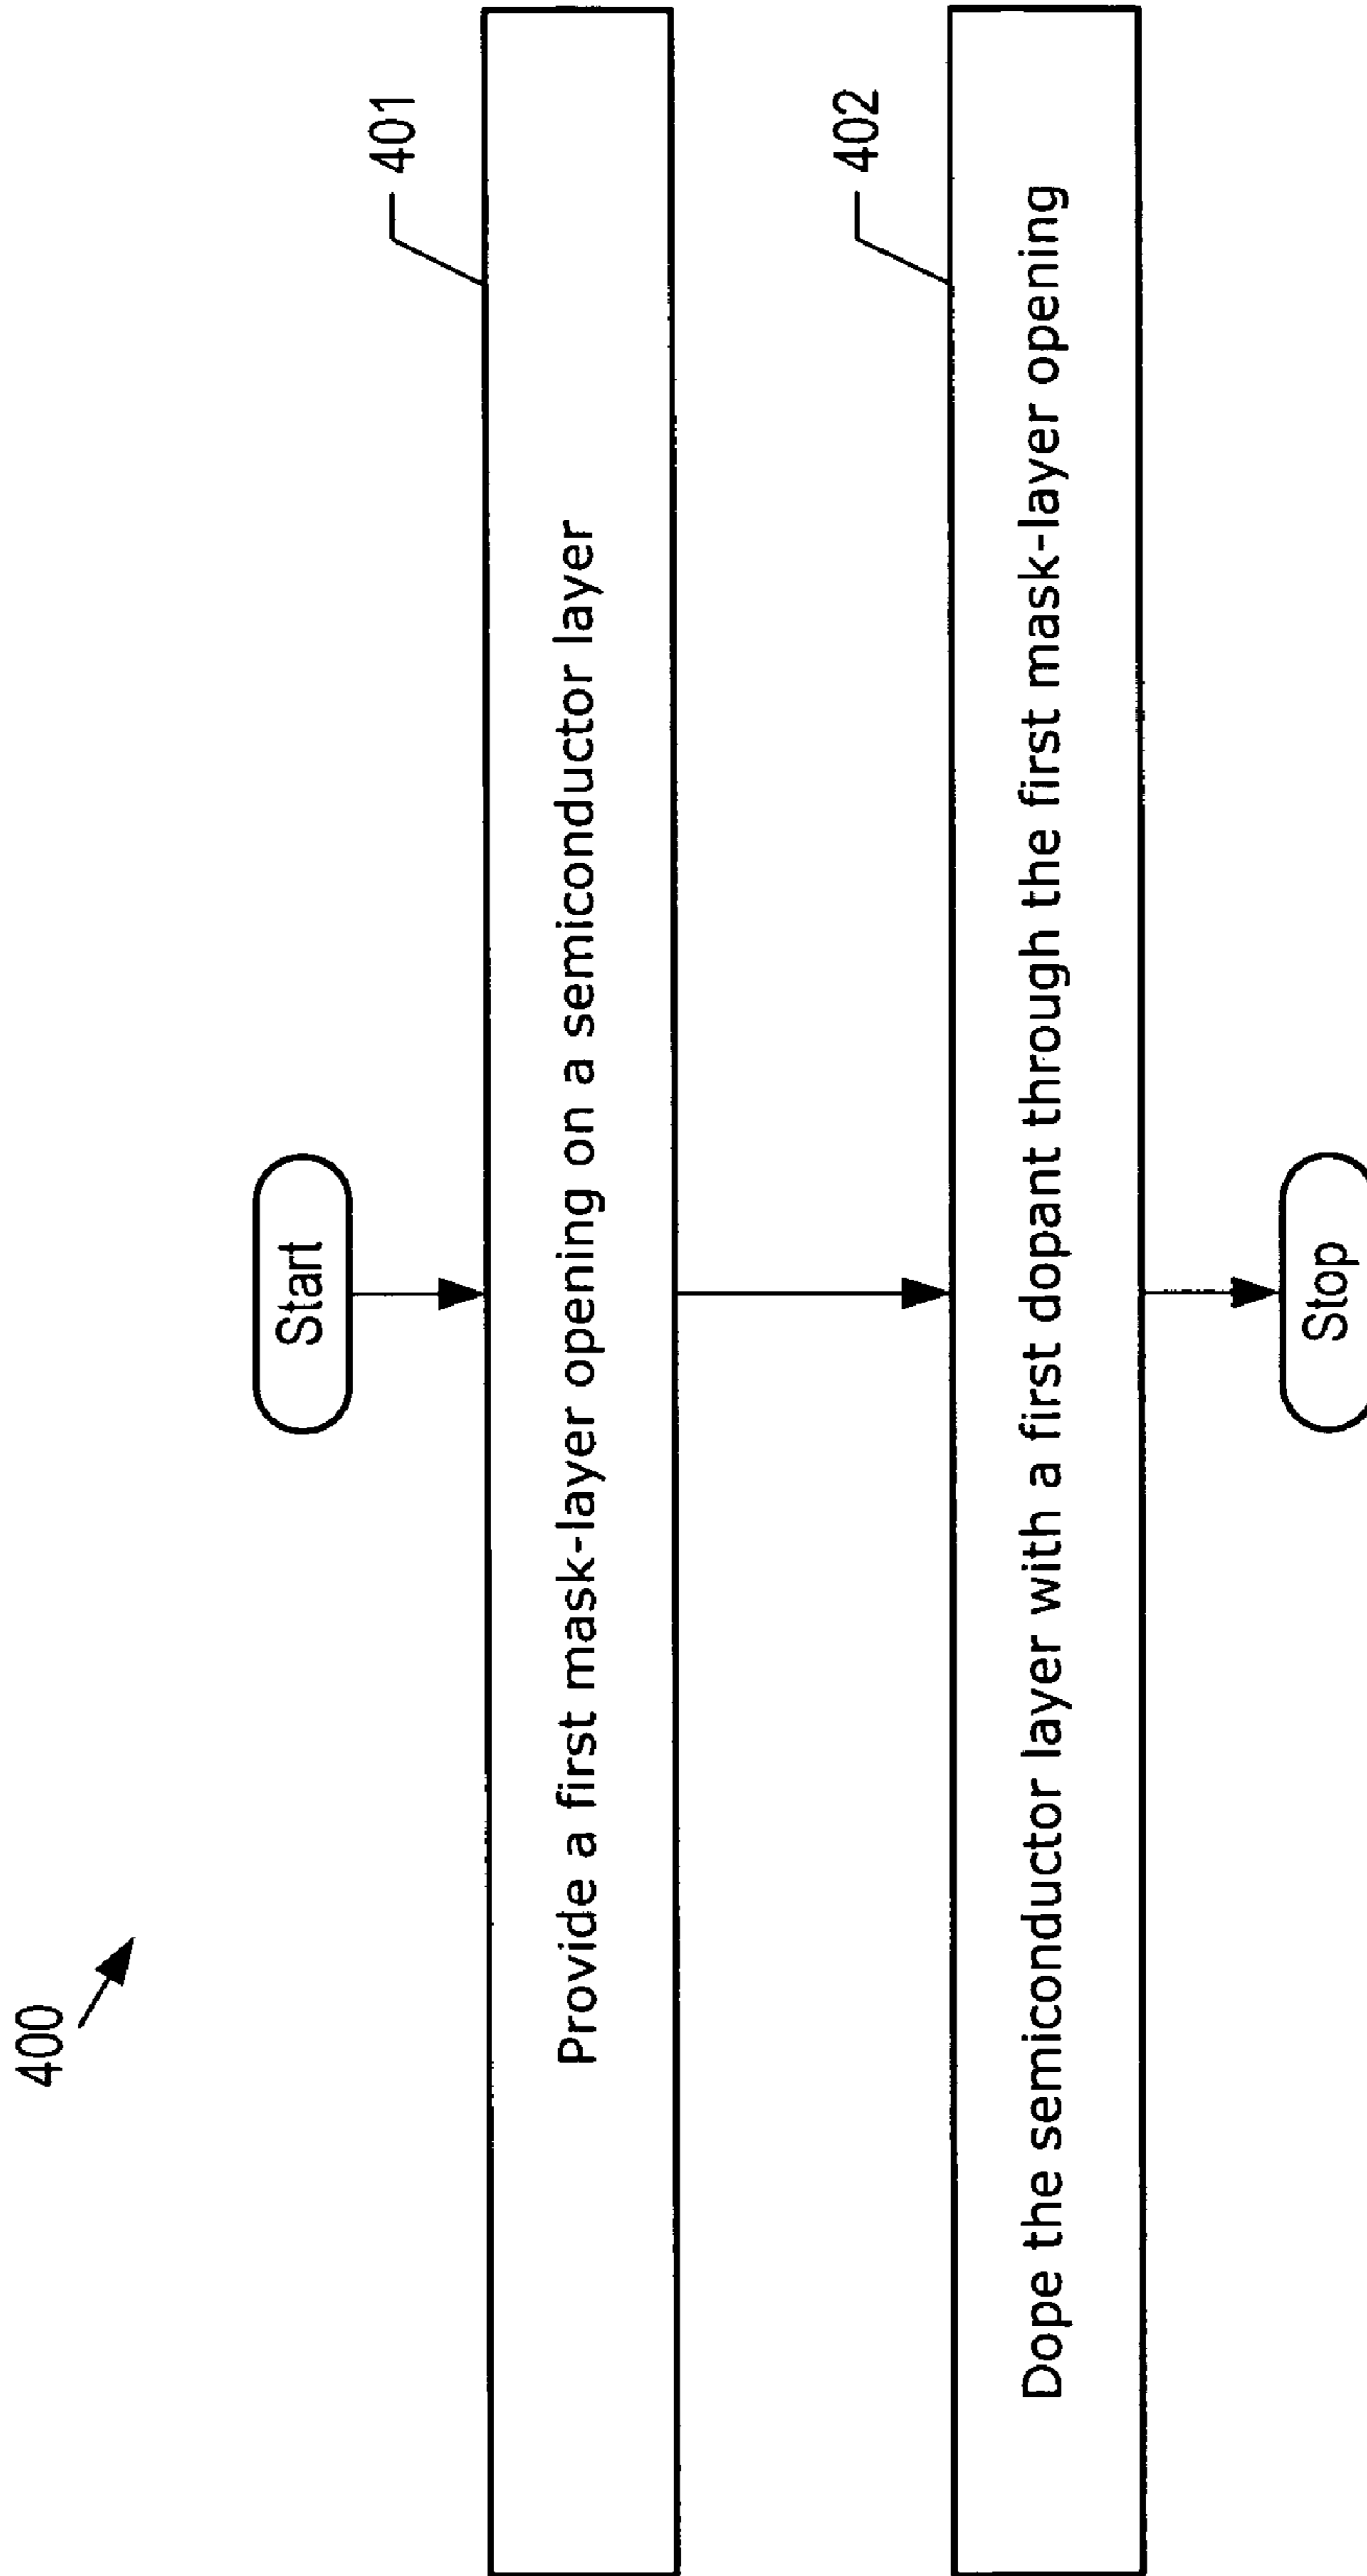 400
Start
401
Provide a first mask-layer opening on a semiconductor layer
402
Dope the semiconductor layer with a first dopant through the first mask-layer opening
Stop